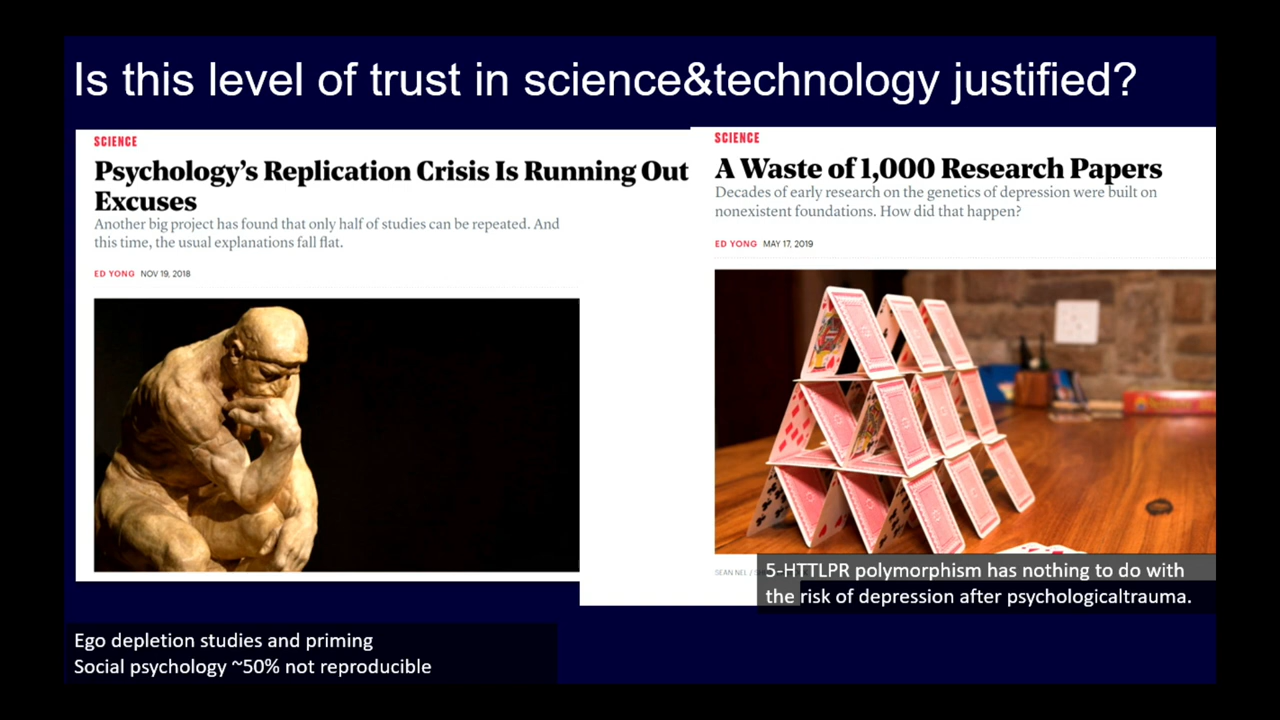 Is this level of trust in science&technology justified?
SCIENCE
Psychology's Replication Crisis Is Running Out
Excuses
Another big project has found that only half of studies can be repeated. And
this time, the usual explanations fall flat.
ED YONG NOV 19, 2018
SCIENCE
A Waste of 1,000 Research Papers
Decades of early research on the genetics of depression were built on
nonexistent foundations. How did that happen?
ED YONG MAY 17, 2019
SEAN NEL /
5-HTTLPR polymorphism has nothing to do with
the risk of depression after psychologicaltrauma.
Ego depletion studies and priming
Social psychology ~50% not reproducible